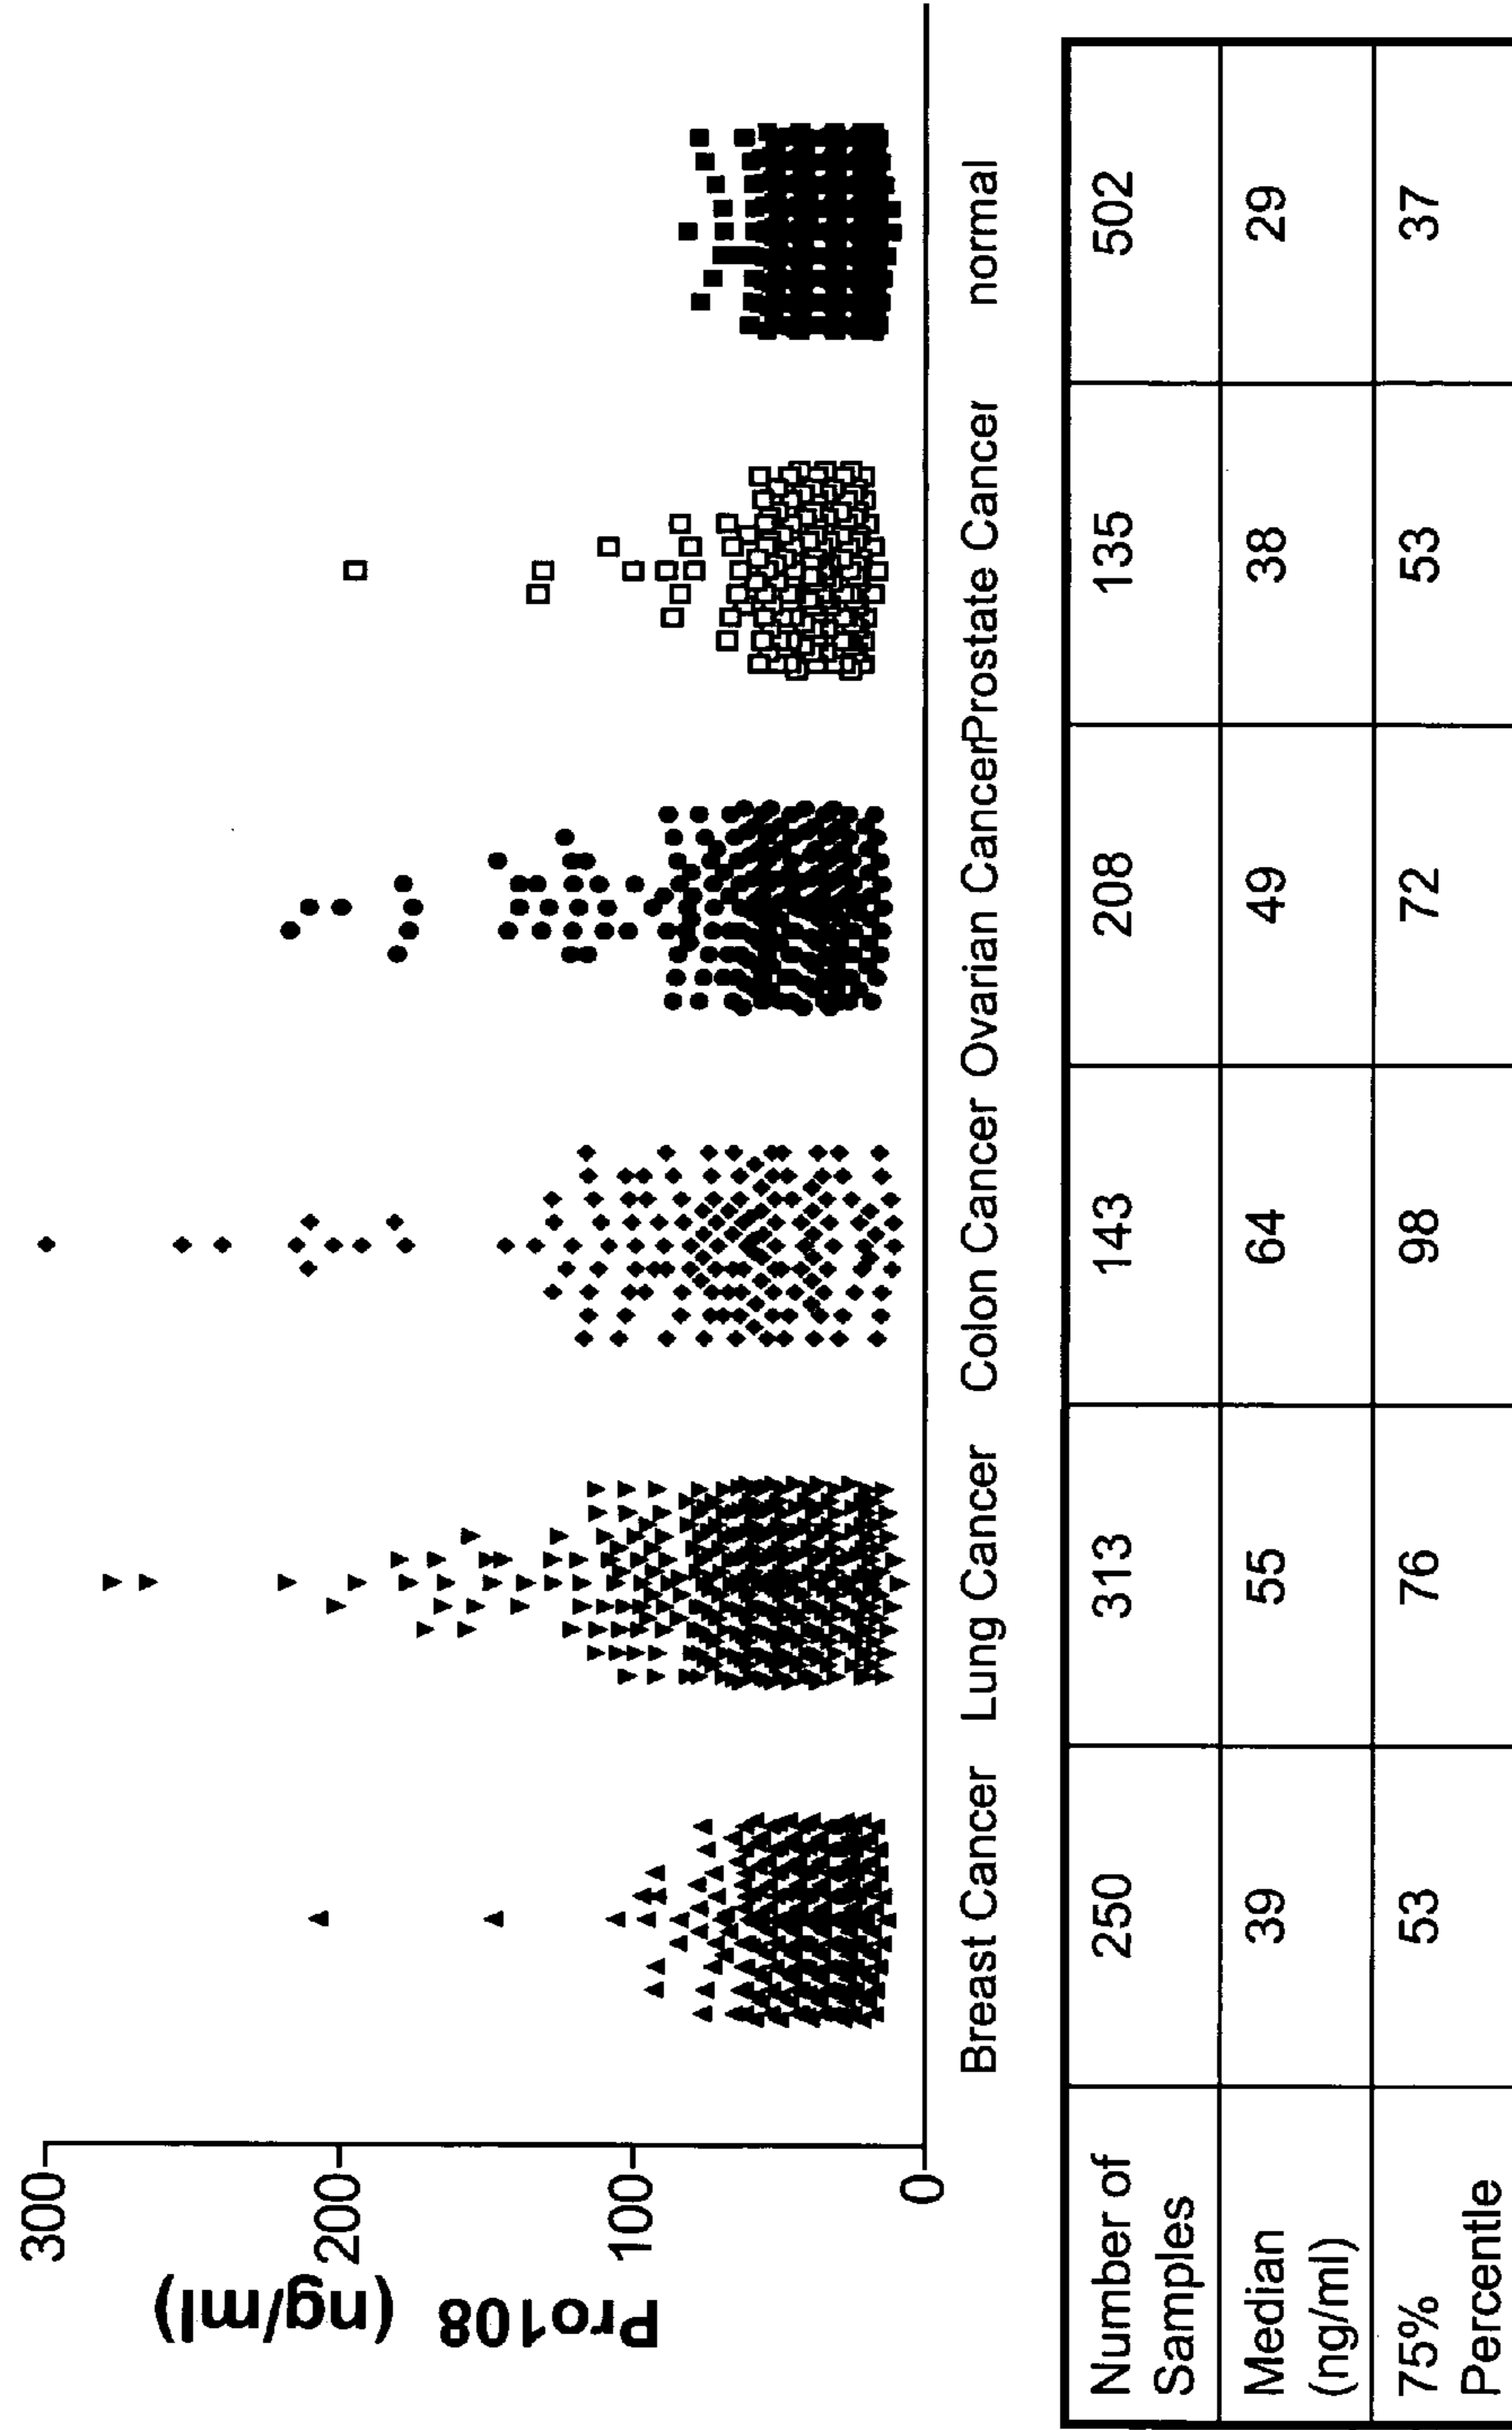 Pro108
(ng/ml)
300
200
100
0
Breast Cancer Lung Cancer Colon Cancer Ovarian Cancer Prostate Cancer normal
Number of
Samples 250 313 143 208 135 502
Median
(ng/ml) 39 55 64 49 38 29
75%
Percentle 53 76 98 72 53 37